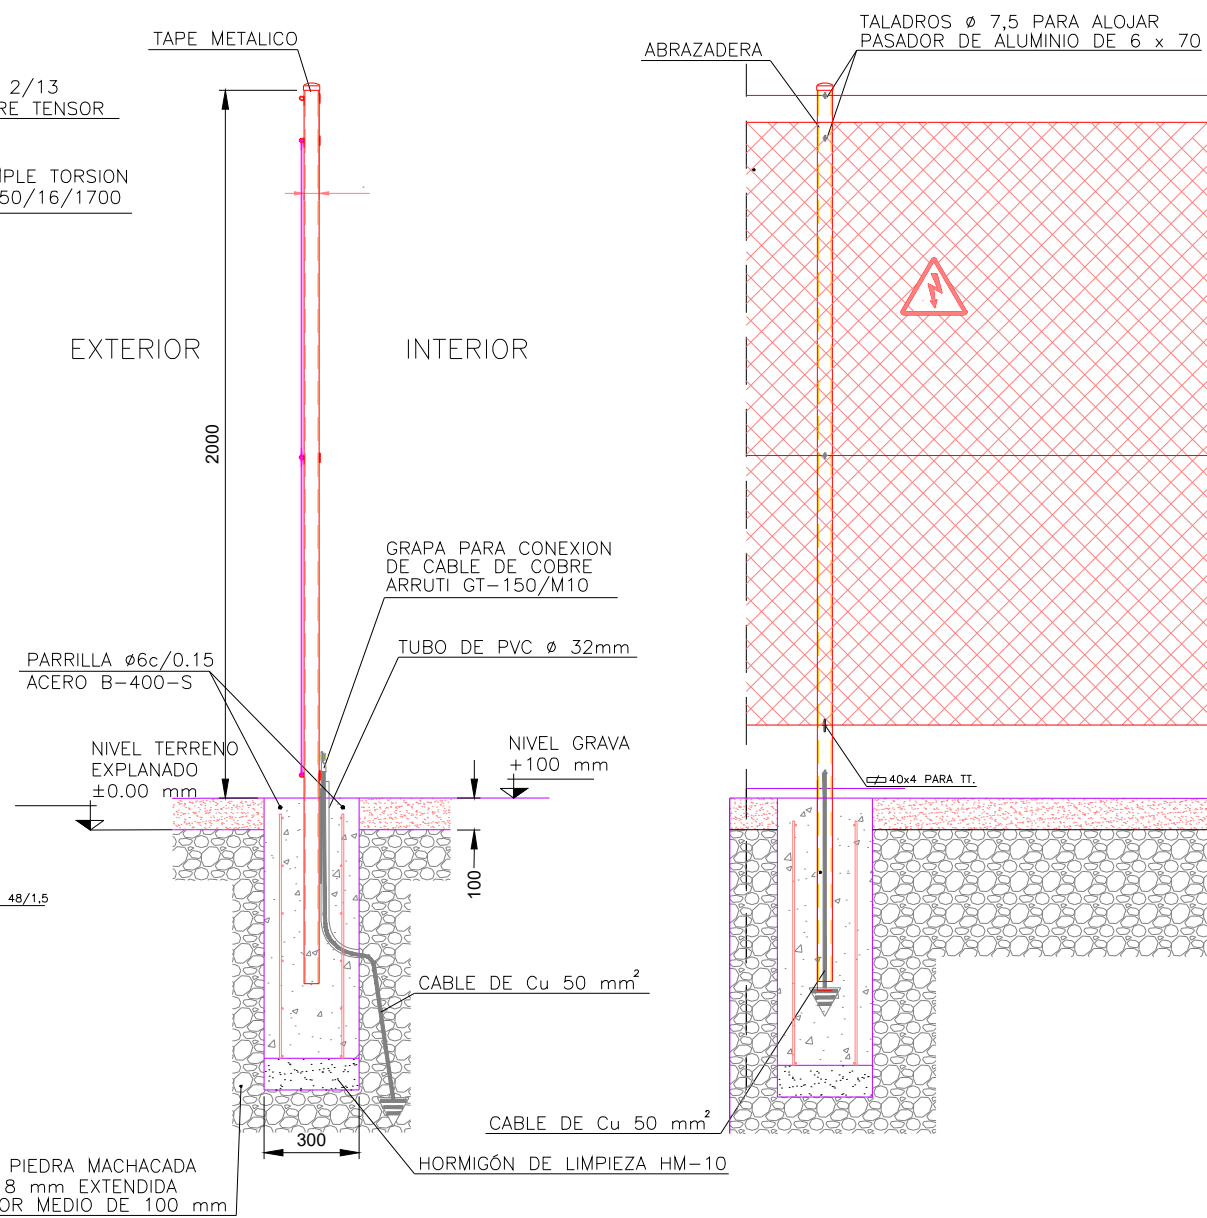 TAPE METALICO
2/13
RE TENSOR
MPLE TORSION
50/16/1700
EXTERIOR
INTERIOR
2000
GRAPA PARA CONEXION
DE CABLE DE COBRE
ARRUTI GT-150/M10
TUBO DE PVC ø 32mm
PARRILLA ø6c/0.15
ACERO B-400-S
NIVEL TERRENO
EXPLANADO
±0.00 mm
NIVEL GRAVA
+100 mm
100
48/1,5
CABLE DE Cu 50 mm²
300
HORMIGÓN DE LIMPIEZA HM-10
PIEDRA MACHACADA
8 mm EXTENDIDA
OR MEDIO DE 100 mm
ABRAZADERA
TALADROS ø 7,5 PARA ALOJAR
PASADOR DE ALUMINIO DE 6 x 70
40x4 PARA TT.
CABLE DE Cu 50 mm²